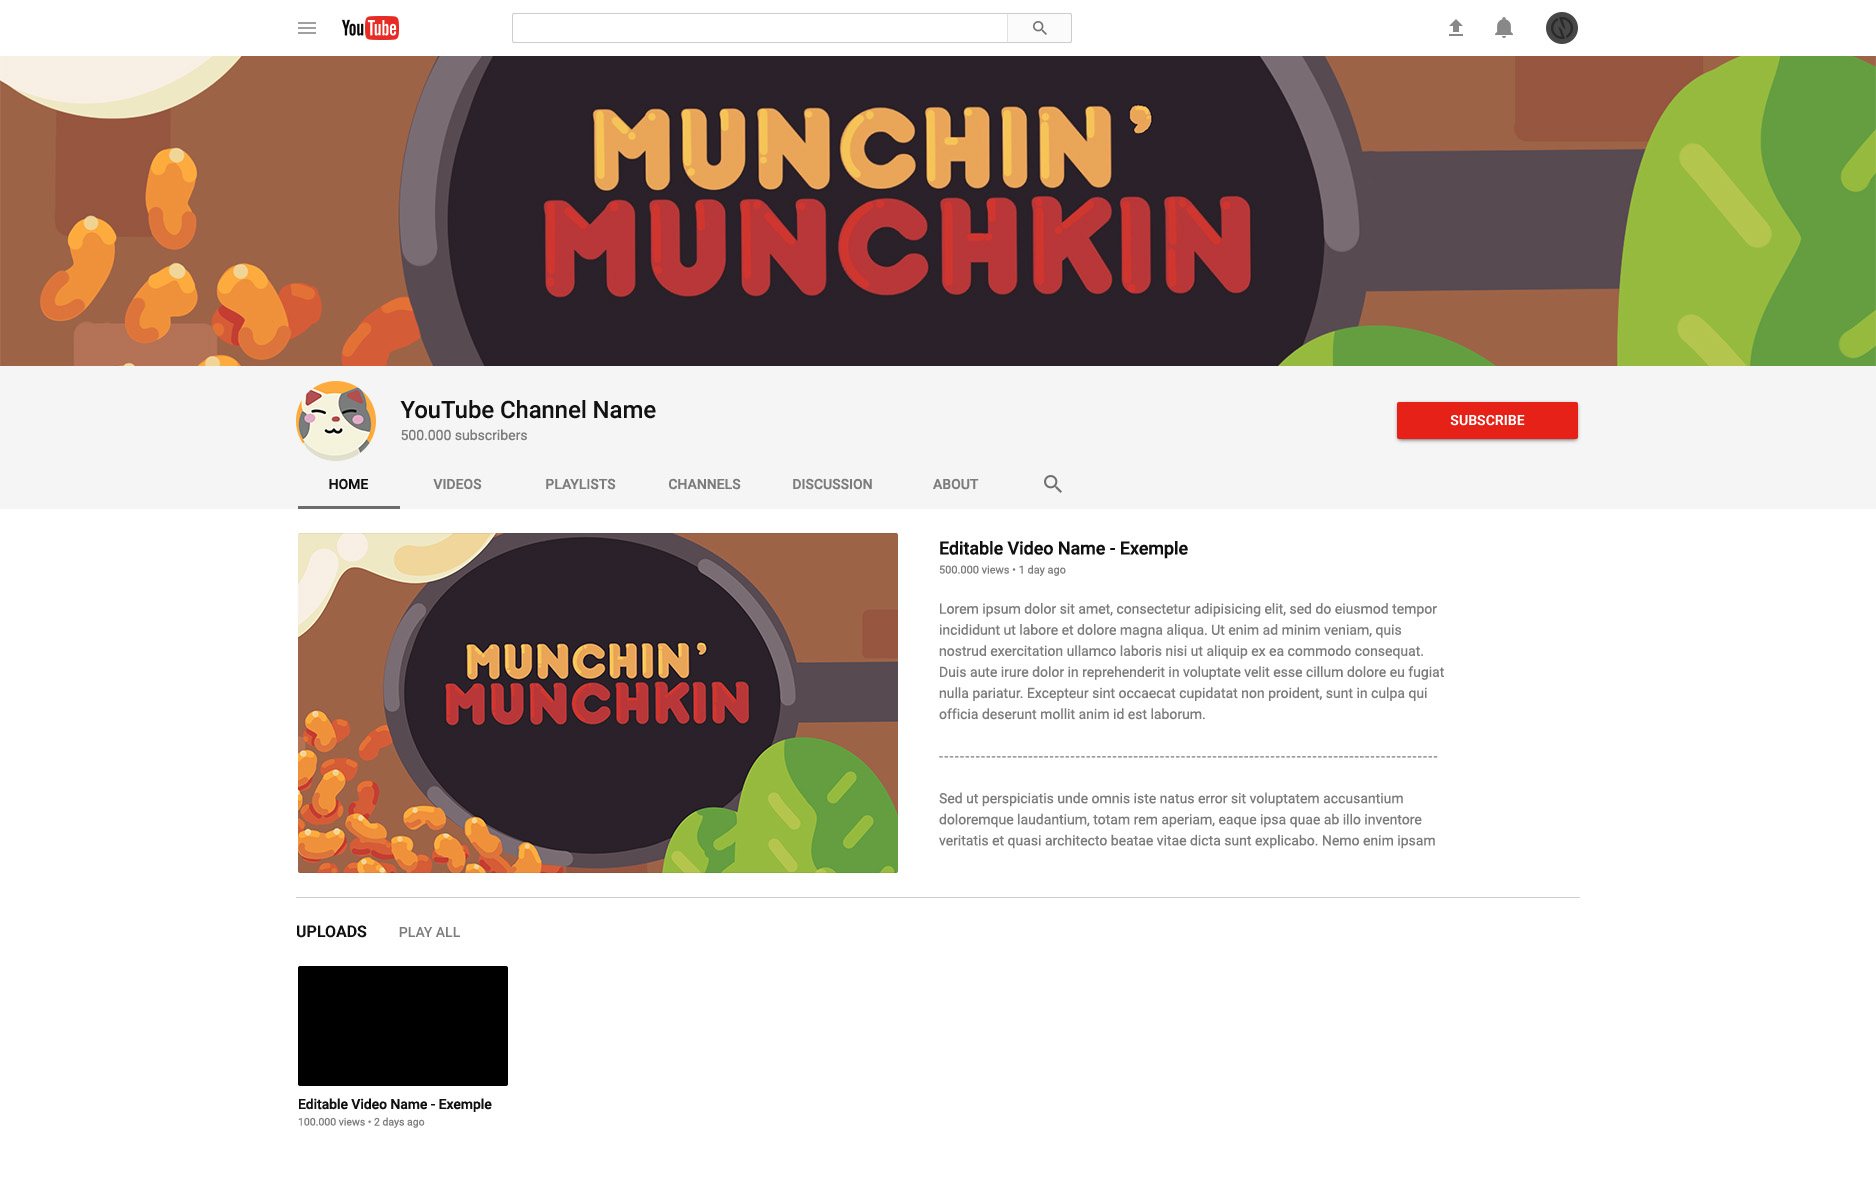 YouTube
MUNCHIN'
MUNCHKIN
YouTube Channel Name
500.000 subscribers
SUBSCRIBE
HOME VIDEOS PLAYLISTS CHANNELS DISCUSSION ABOUT
MUNCHIN'
MUNCHKIN
Editable Video Name - Exemple
500.000 views • 1 day ago
Lorem ipsum dolor sit amet, consectetur adipisicing elit, sed do eiusmod tempor
incididunt ut labore et dolore magna aliqua. Ut enim ad minim veniam, quis
nostrud exercitation ullamco laboris nisi ut aliquip ex ea commodo consequat.
Duis aute irure dolor in reprehenderit in voluptate velit esse cillum dolore eu fugiat
nulla pariatur. Excepteur sint occaecat cupidatat non proident, sunt in culpa qui
officia deserunt mollit anim id est laborum.
-----------------------------------------------------------------------------------------------
Sed ut perspiciatis unde omnis iste natus error sit voluptatem accusantium
doloremque laudantium, totam rem aperiam, eaque ipsa quae ab illo inventore
veritatis et quasi architecto beatae vitae dicta sunt explicabo. Nemo enim ipsam
UPLOADS PLAY ALL
Editable Video Name - Exemple
100.000 views • 2 days ago